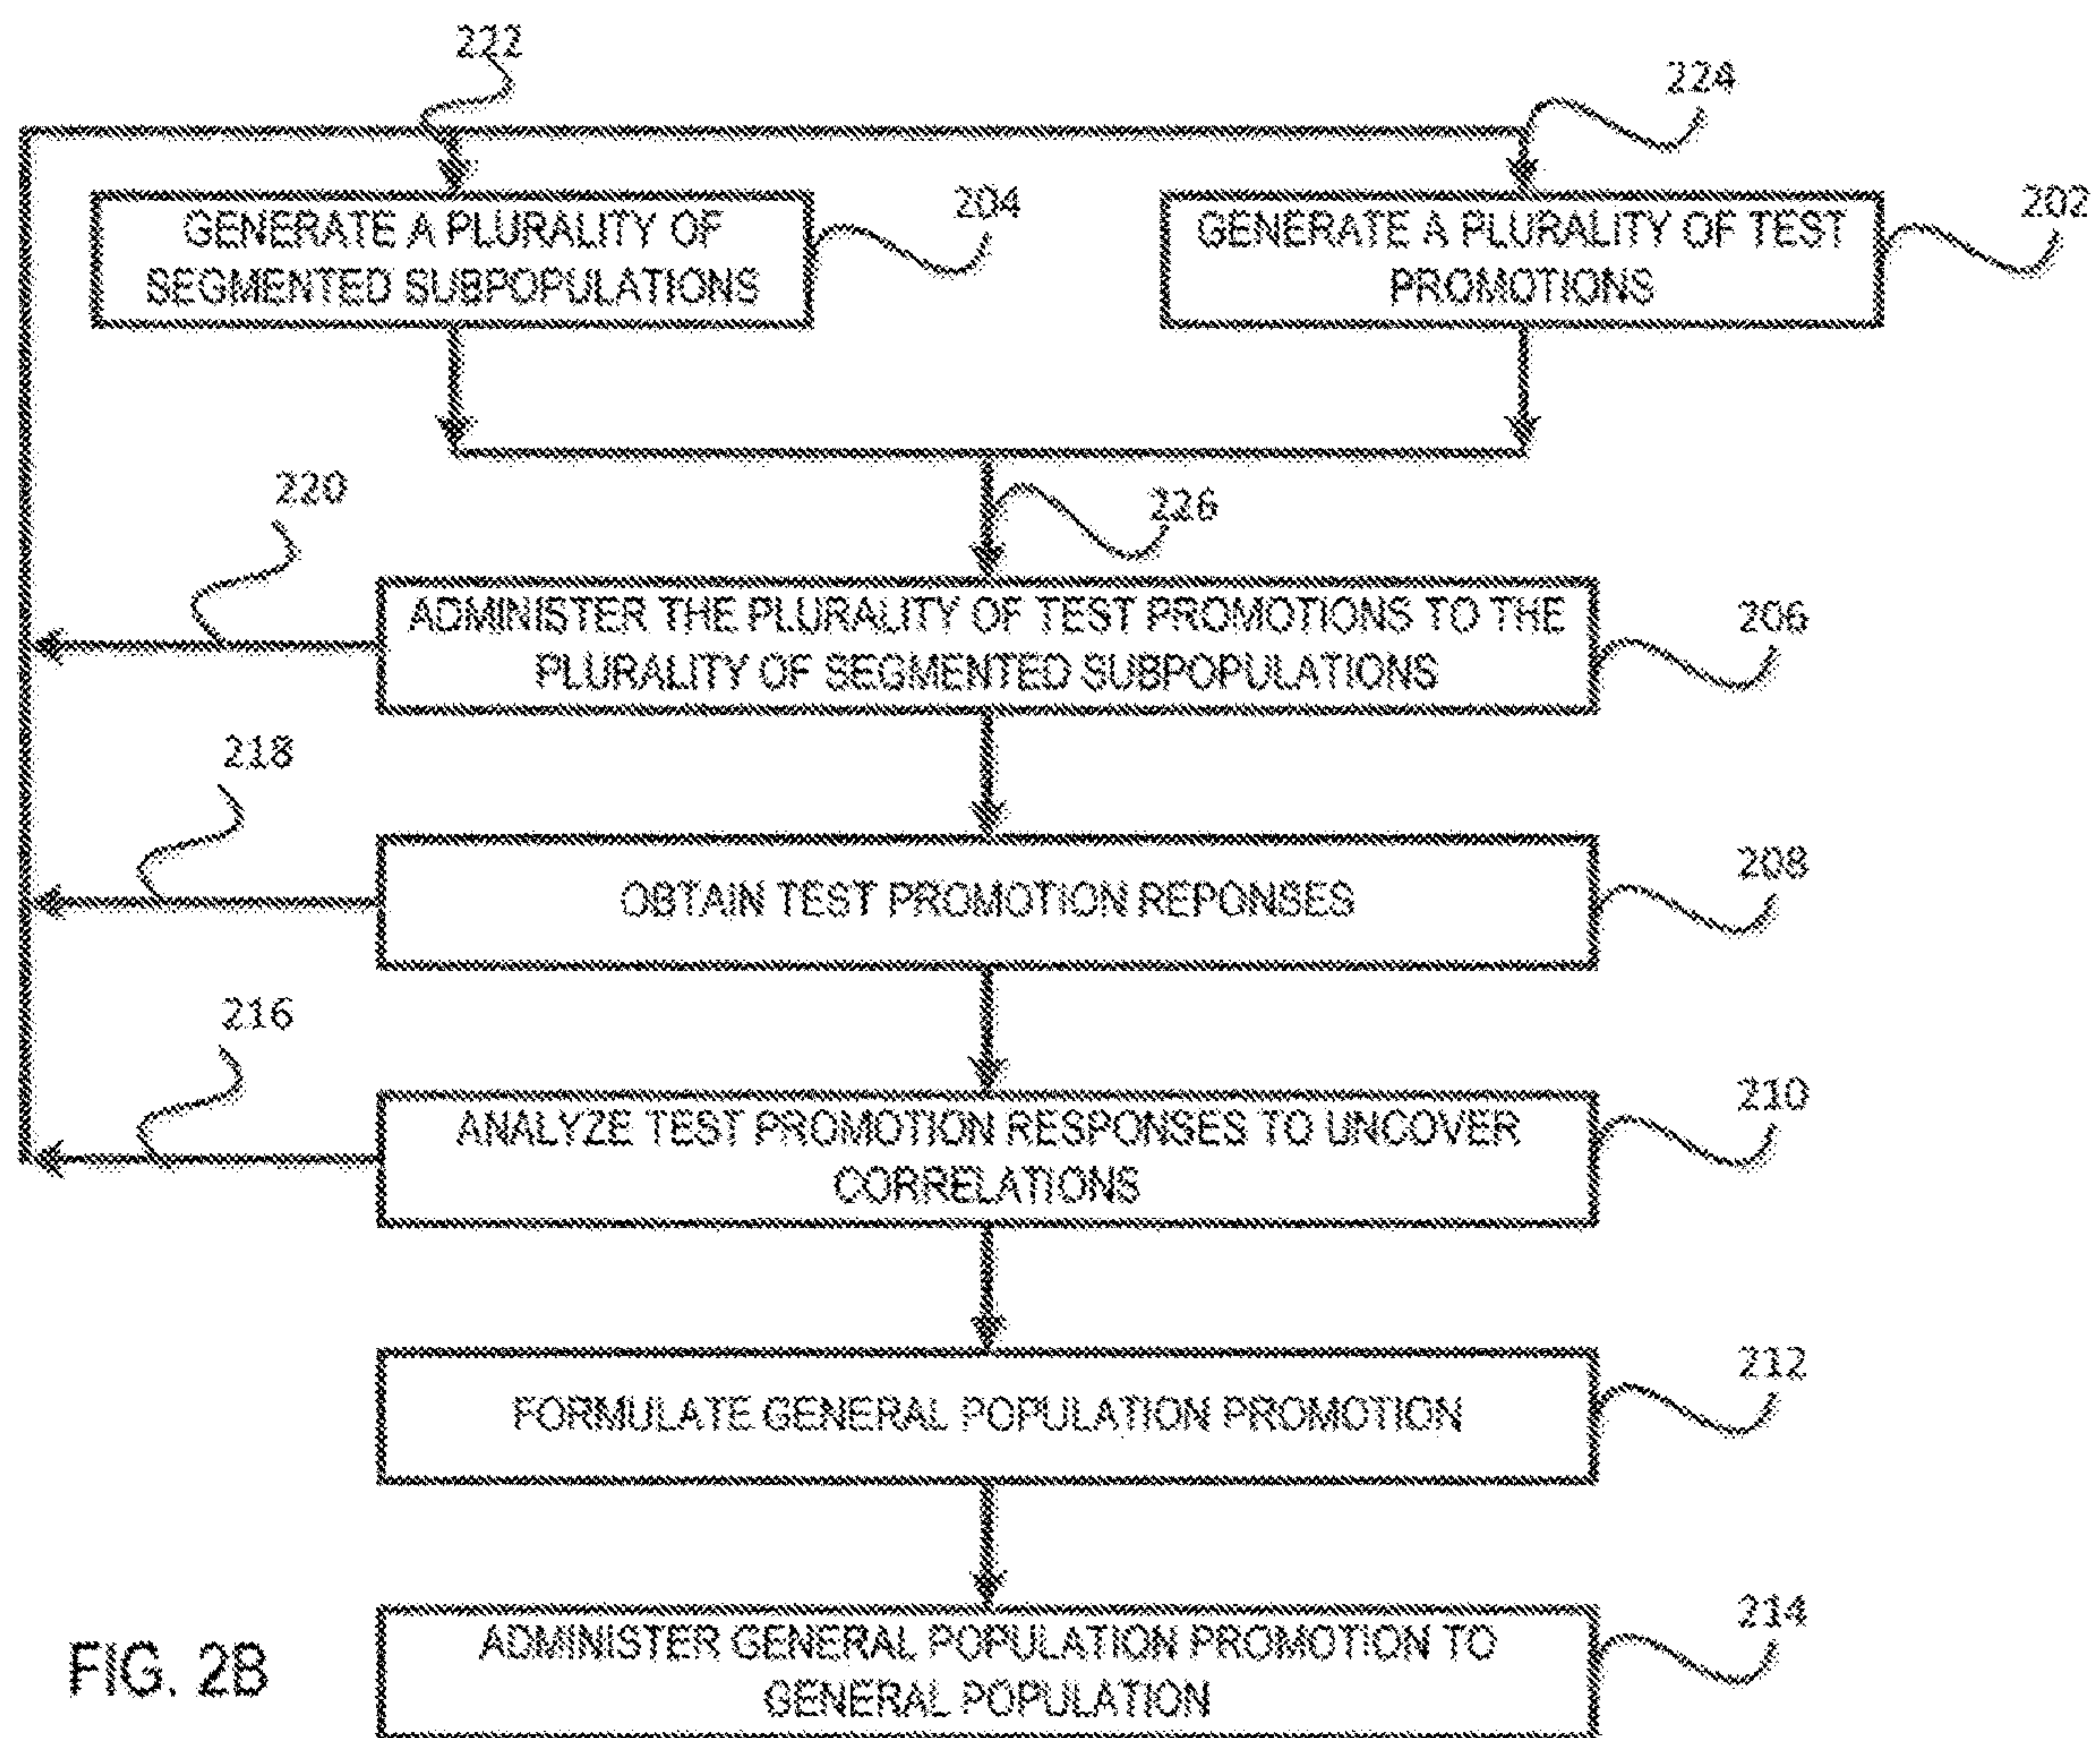 222
224
204
202
GENERATE A PLURALITY OF
SEGMENTED SUBPOPULATIONS
GENERATE A PLURALITY OF TEST
PROMOTIONS
220
226
ADMINISTER THE PLURALITY OF TEST PROMOTIONS TO THE
PLURALITY OF SEGMENTED SUBPOPULATIONS
206
218
OBTAIN TEST PROMOTION REPONSES
208
216
ANALYZE TEST PROMOTION RESPONSES TO UNCOVER
CORRELATIONS
210
FORMULATE GENERAL POPULATION PROMOTION
212
ADMINISTER GENERAL POPULATION PROMOTION TO
GENERAL POPULATION
214
FIG. 2B